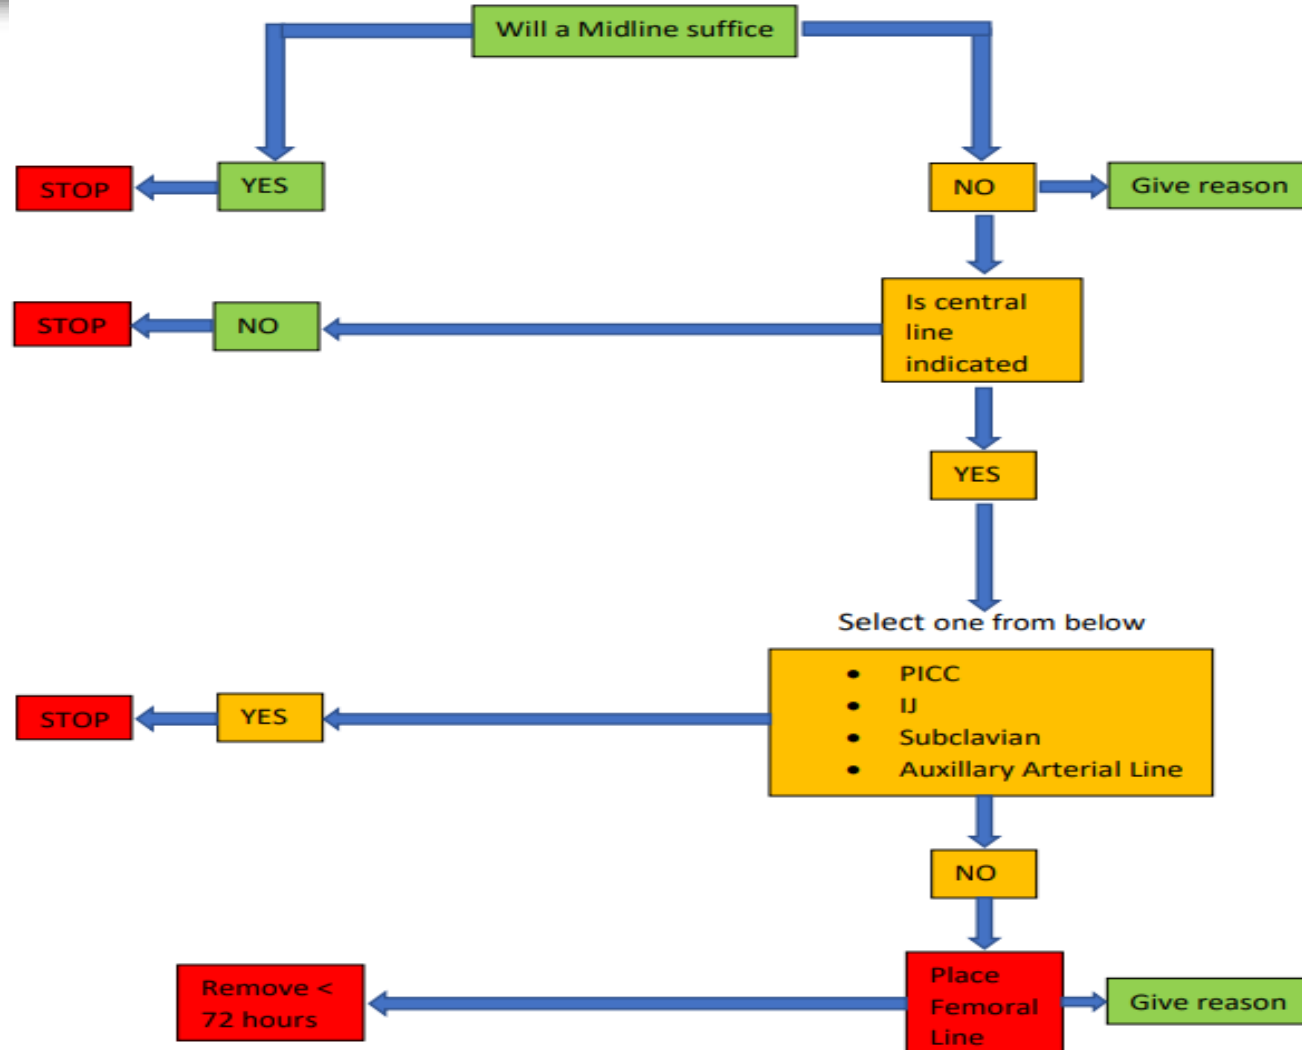 Will a Midline suffice
STOP
YES
NO
Give reason
STOP
NO
Is central
line
indicated
YES
Select one from below
• PICC
• IJ
• Subclavian
• Auxillary Arterial Line
STOP
YES
NO
Remove <
72 hours
Place
Femoral
Line
Give reason